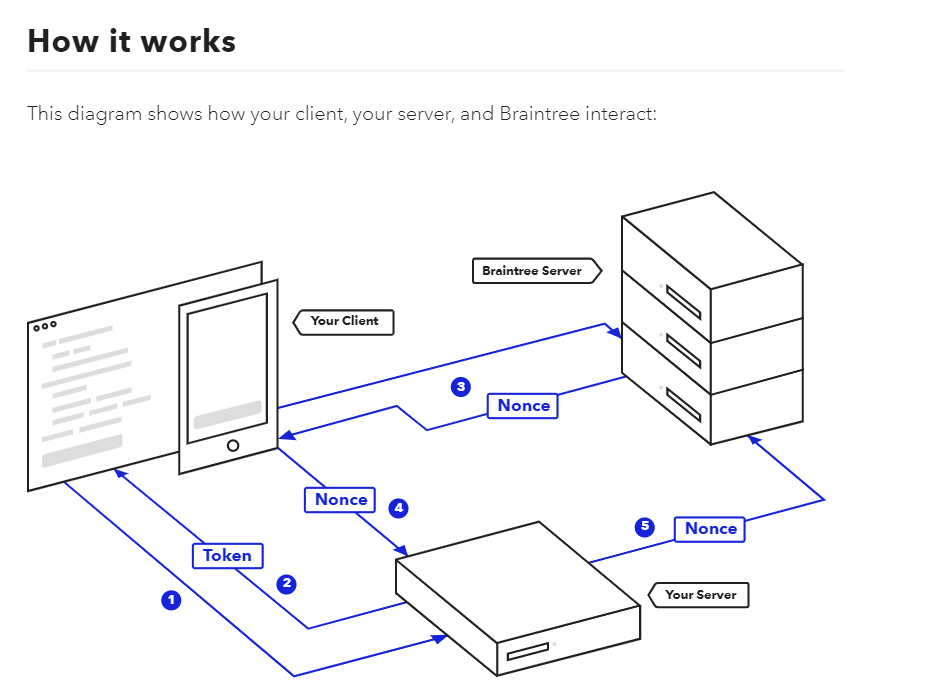 How it works
This diagram shows how your client, your server, and Braintree interact:
Braintree Server
Your Client
3
Nonce
Nonce
4
5
Nonce
Token
2
1
Your Server